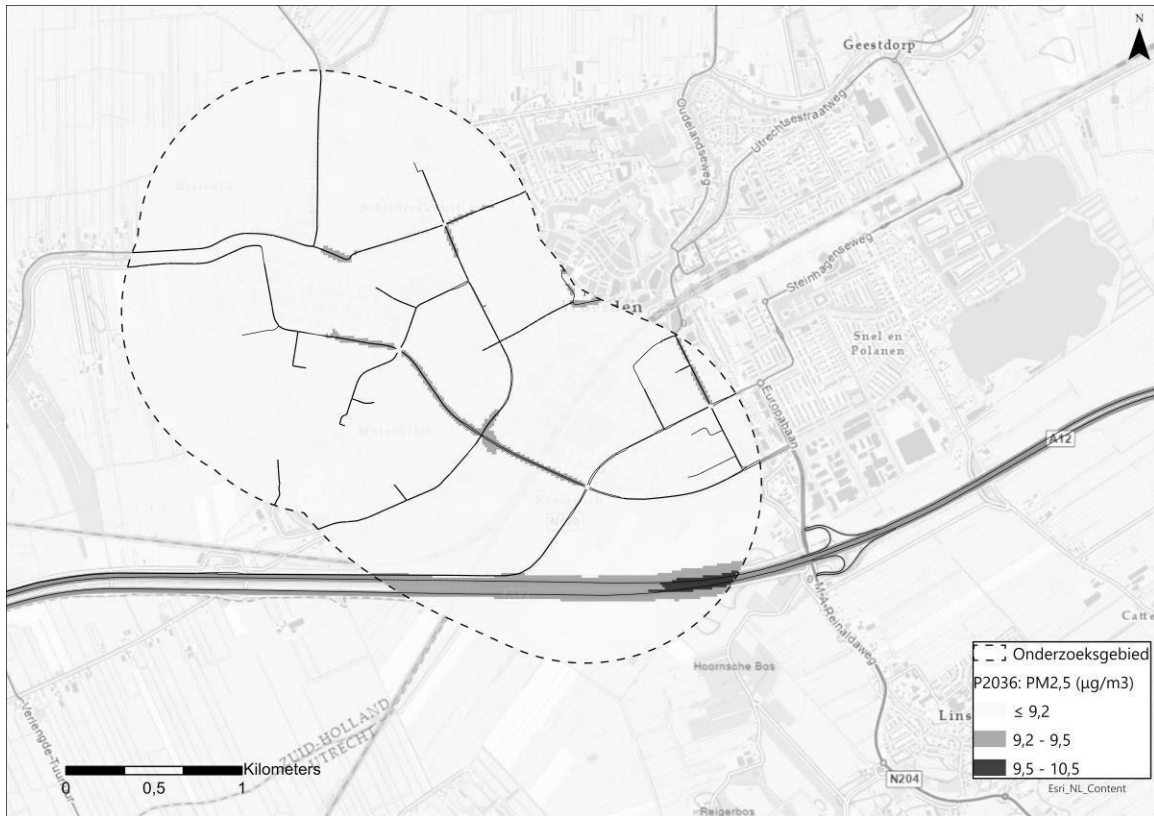 N
Geestdorp
Oudelandseweg
Utrechtsestraatweg
Rietveld
Steinhagenseweg
Snel en
Polanen
Europabaan
A12
M-A-Reinaldaweg
Hoornsche Bos
ZUID-HOLLAND
UTRECHT
N204
Reigerbos
Onderzoeksgebied
P2036: PM2,5 (µg/m3)
≤ 9,2
9,2 - 9,5
9,5 - 10,5
Esri_NL_Content
Kilometers
0 0,5 1